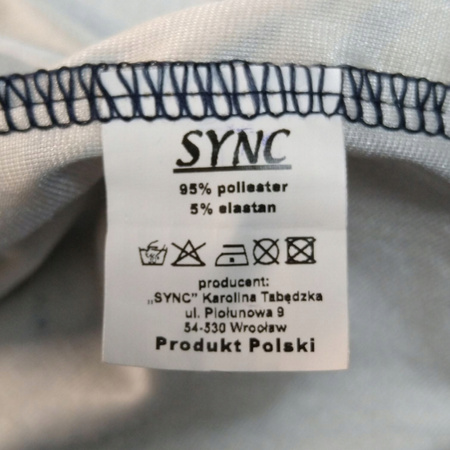 SYNC
95% poliester
5% elastan
producent:
„SYNC” Karolina Tabędzka
ul. Piołunowa 9
54-530 Wrocław
Produkt Polski